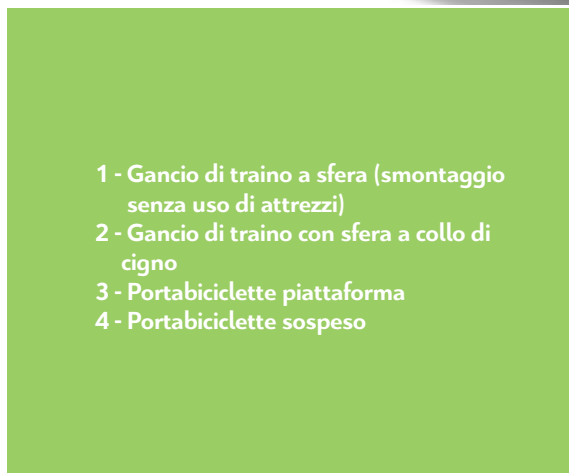 1 - Gancio di traino a sfera (smontaggio
senza uso di attrezzi)
2 - Gancio di traino con sfera a collo di
cigno
3 - Portabiciclette piattaforma
4 - Portabiciclette sospeso